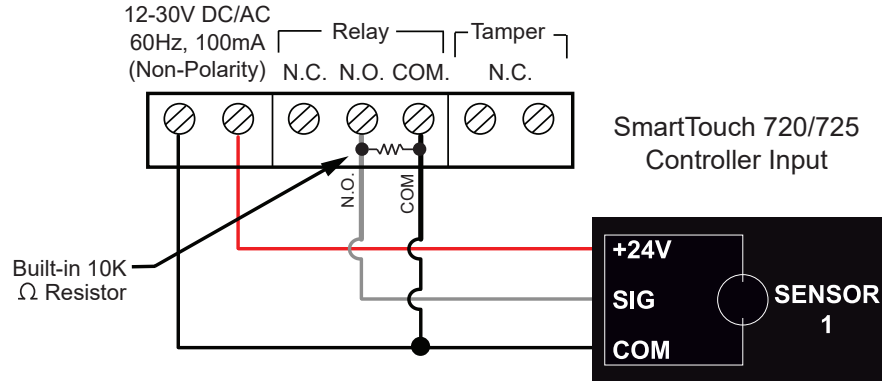 12-30V DC/AC
60Hz, 100mA
(Non-Polarity)
Relay
N.C. N.O. COM.
Tamper
N.C.
SmartTouch 720/725
Controller Input
N.O.
COM
Built-in 10K
Ω Resistor
+24V
SIG
COM
SENSOR
1